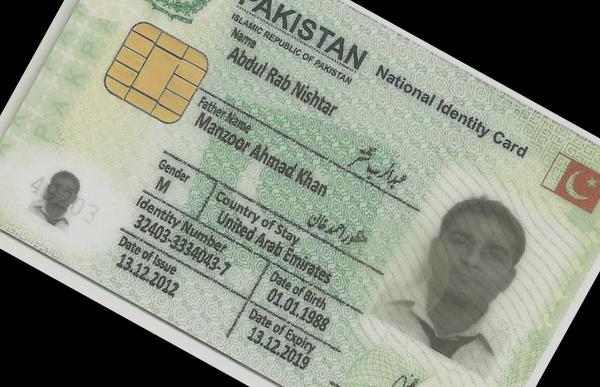 PAKISTAN National Identity Card
ISLAMIC REPUBLIC OF PAKISTAN
Name
Abdul Rab Nishtar
Father Name
Manzoor Ahmad Khan
Gender
M
Country of Stay
United Arab Emirates
Identity Number
32403-3334043-7
Date of Birth
01.01.1988
Date of Issue
13.12.2012
Date of Expiry
13.12.2019